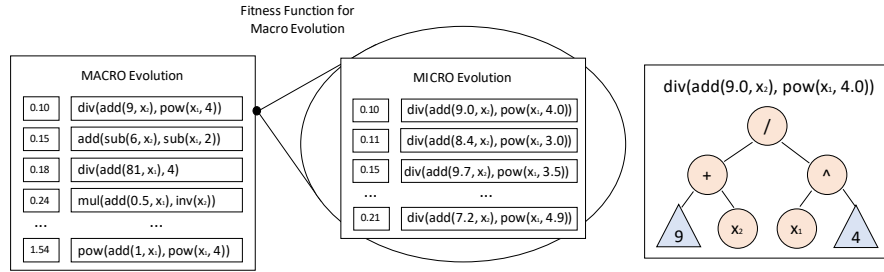 Fitness Function for
Macro Evolution
MACRO Evolution
0.10 div(add(9, x₂), pow(x₁, 4))
0.15 add(sub(6, x₂), sub(x₁, 2))
0.18 div(add(81, x₁), 4)
0.24 mul(add(0.5, x₁), inv(x₂))
... ...
1.54 pow(add(1, x₁), pow(x₁, 4))
MICRO Evolution
0.10 div(add(9.0, x₂), pow(x₁, 4.0))
0.11 div(add(8.4, x₂), pow(x₁, 3.0))
0.15 div(add(9.7, x₂), pow(x₁, 3.5))
... ...
0.21 div(add(7.2, x₂), pow(x₁, 4.9))
div(add(9.0, x₂), pow(x₁, 4.0))
/
+ ^
9 x₂ x₁ 4